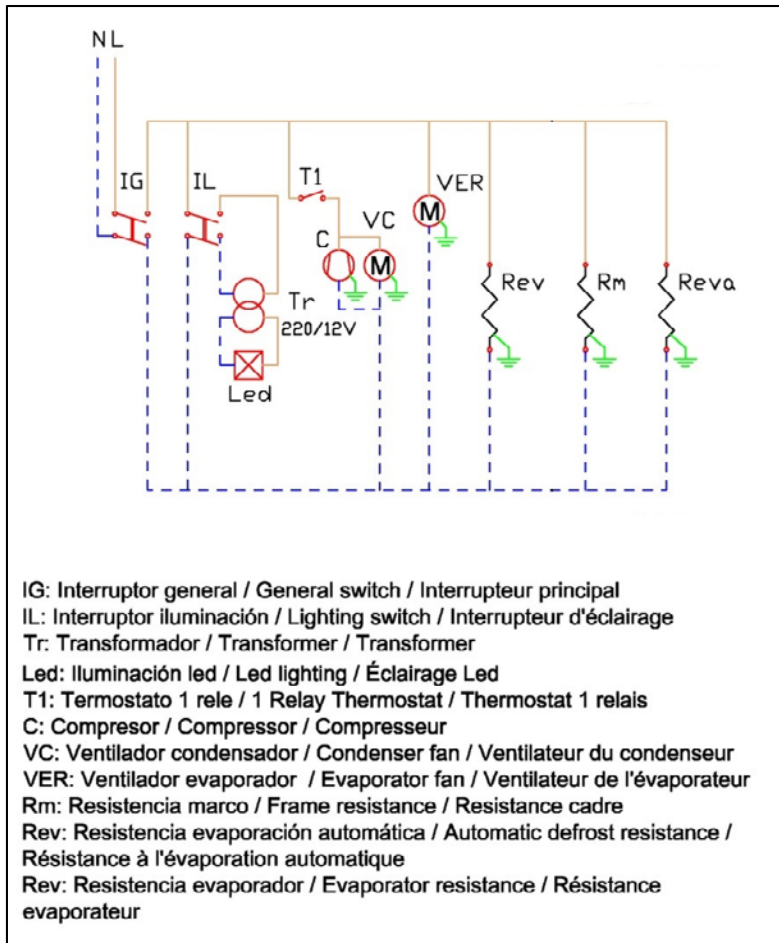 N L
IG
IL
T1
VER
VC
C
Tr
220/12V
Led
Rev
Rm
Reva
M
M
IG: Interruptor general / General switch / Interrupteur principal
IL: Interruptor iluminación / Lighting switch / Interrupteur d'éclairage
Tr: Transformador / Transformer / Transformer
Led: Iluminación led / Led lighting / Éclairage Led
T1: Termostato 1 rele / 1 Relay Thermostat / Thermostat 1 relais
C: Compresor / Compressor / Compresseur
VC: Ventilador condensador / Condenser fan / Ventilateur du condenseur
VER: Ventilador evaporador / Evaporator fan / Ventilateur de l'évaporateur
Rm: Resistencia marco / Frame resistance / Resistance cadre
Rev: Resistencia evaporación automática / Automatic defrost resistance /
Résistance à l'évaporation automatique
Rev: Resistencia evaporador / Evaporator resistance / Résistance
evaporateur